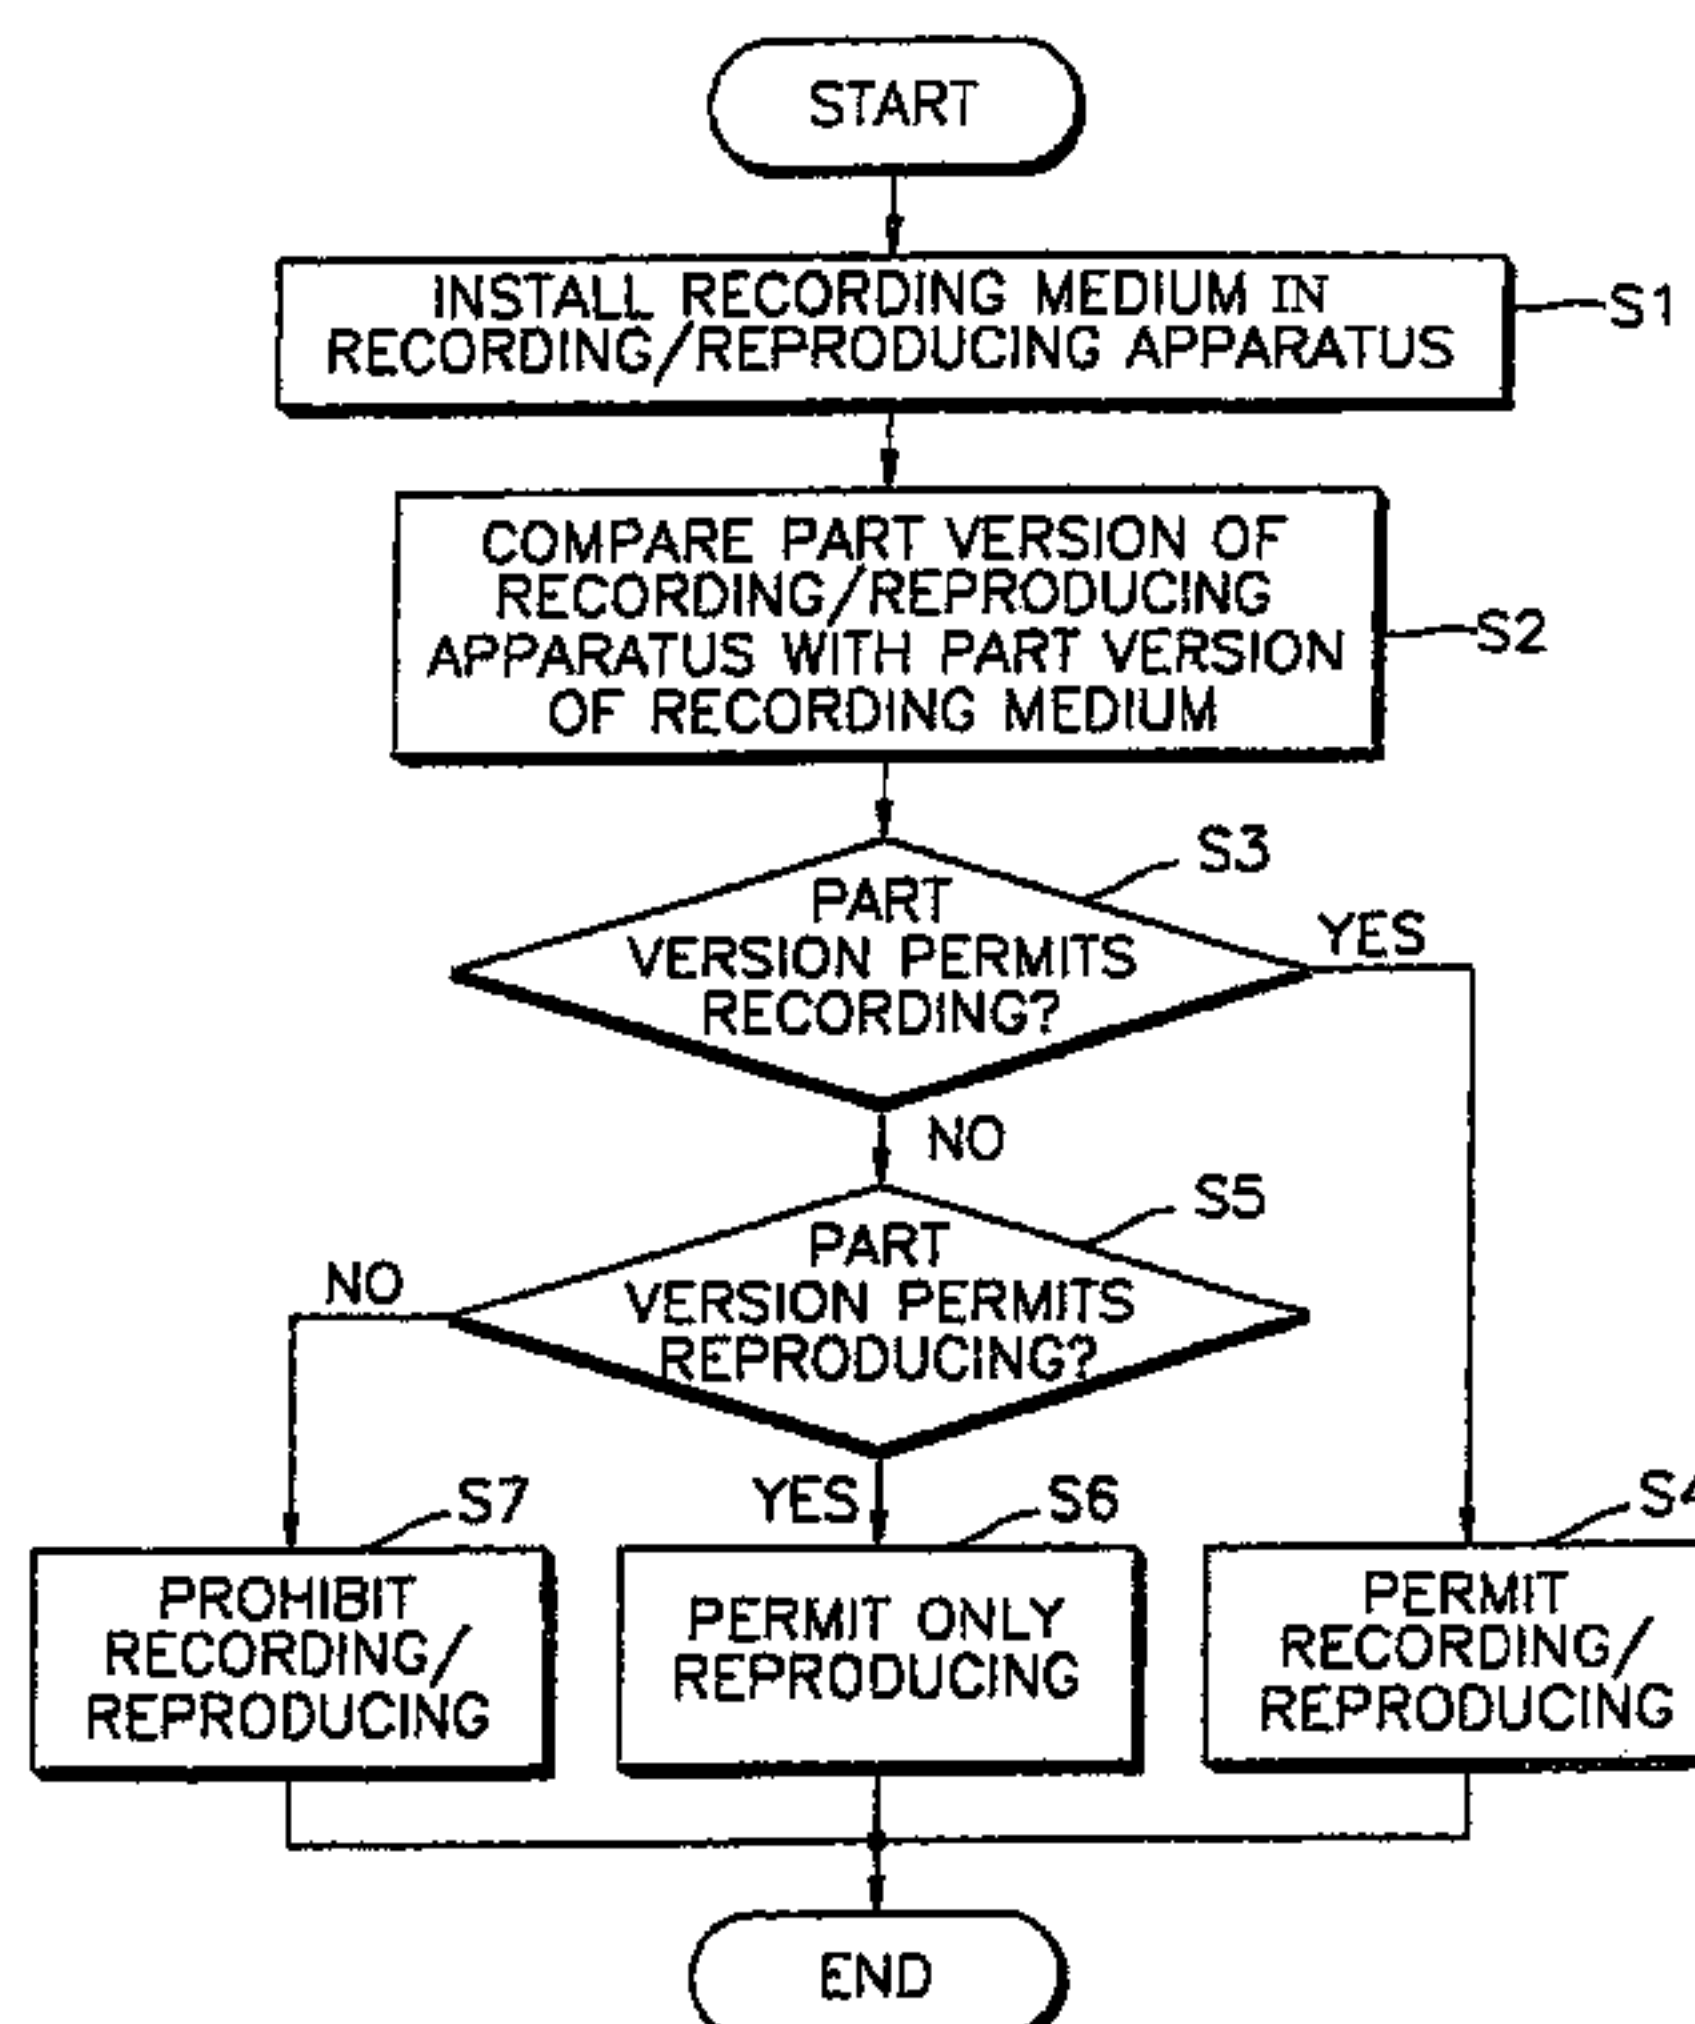 START
INSTALL RECORDING MEDIUM IN
RECORDING/REPRODUCING APPARATUS
S1
COMPARE PART VERSION OF
RECORDING/REPRODUCING
APPARATUS WITH PART VERSION
OF RECORDING MEDIUM
S2
S3
PART
VERSION PERMITS
RECORDING?
YES
NO
S5
PART
VERSION PERMITS
REPRODUCING?
NO
YES
S7
PROHIBIT
RECORDING/
REPRODUCING
S6
PERMIT ONLY
REPRODUCING
S4
PERMIT
RECORDING/
REPRODUCING
END